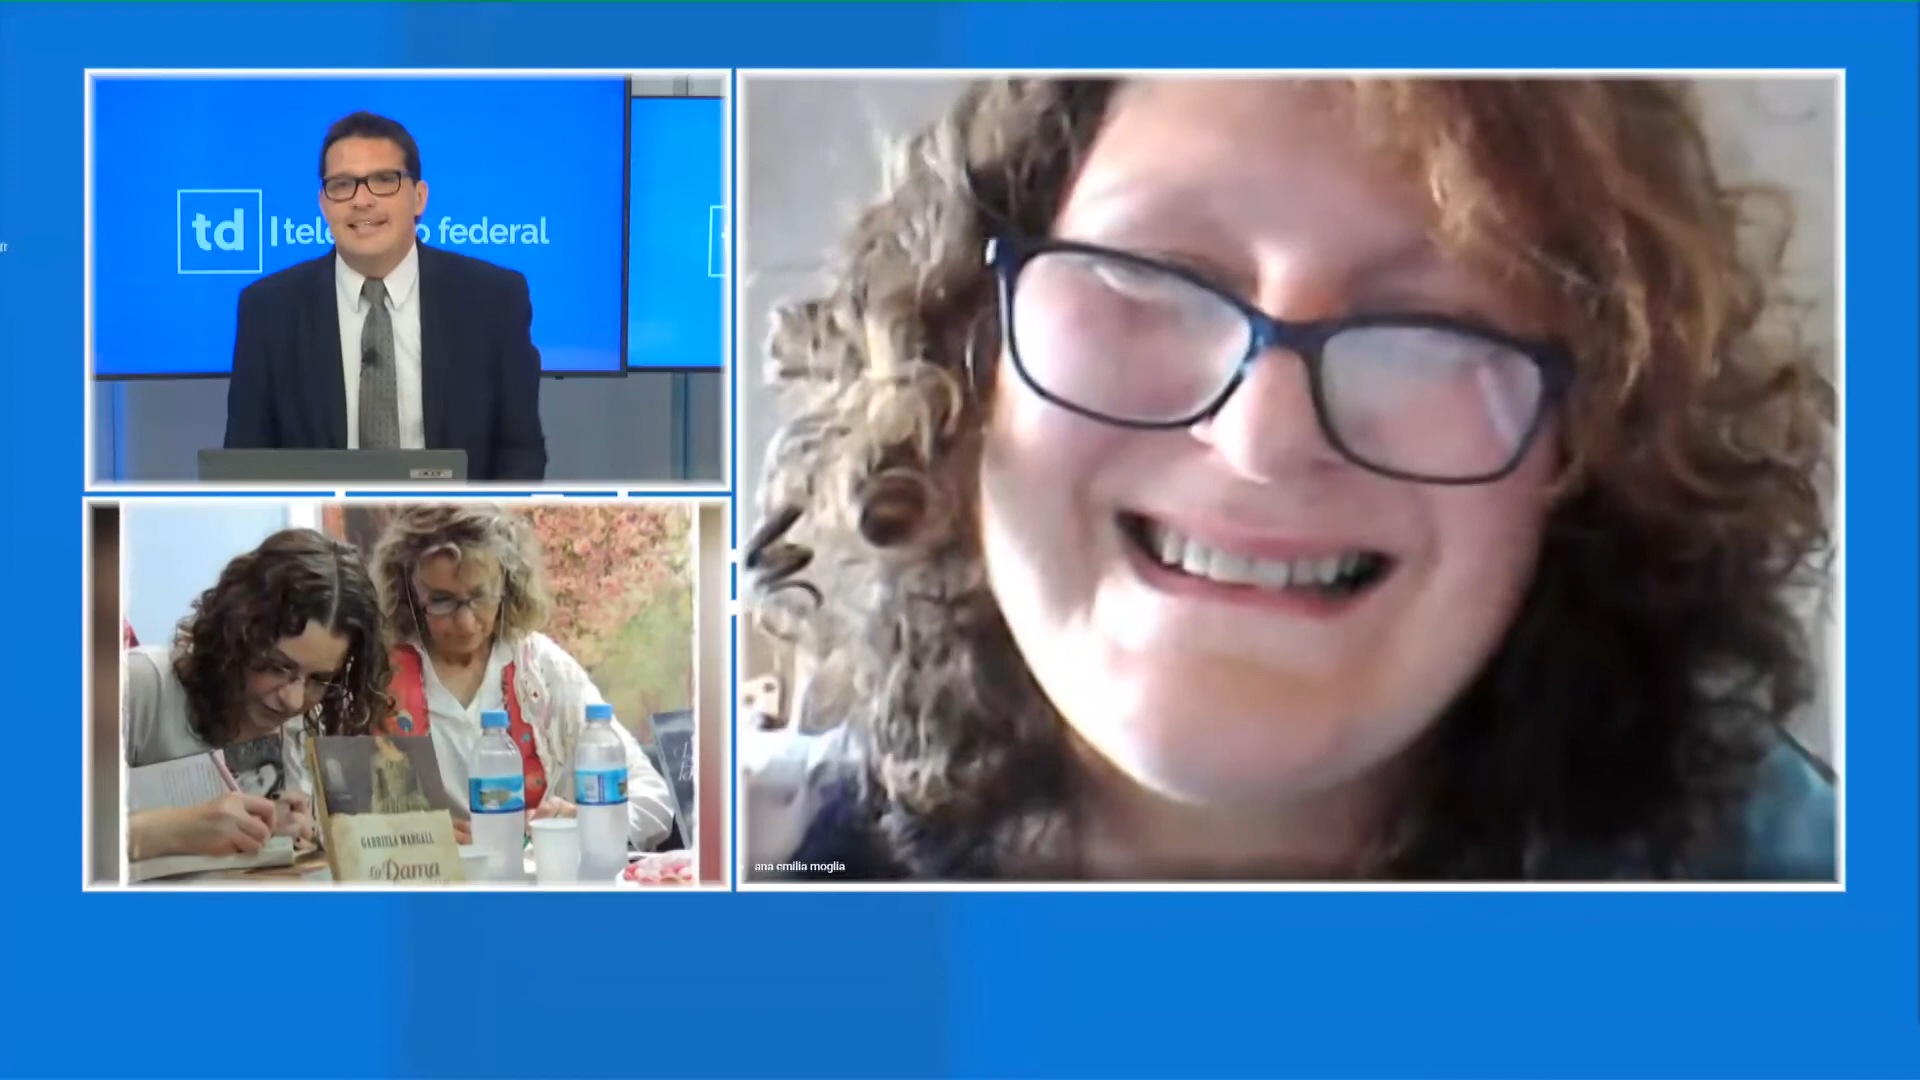 td
federal
GABRIELA MARGALL
la Dama
ana emilia moglia